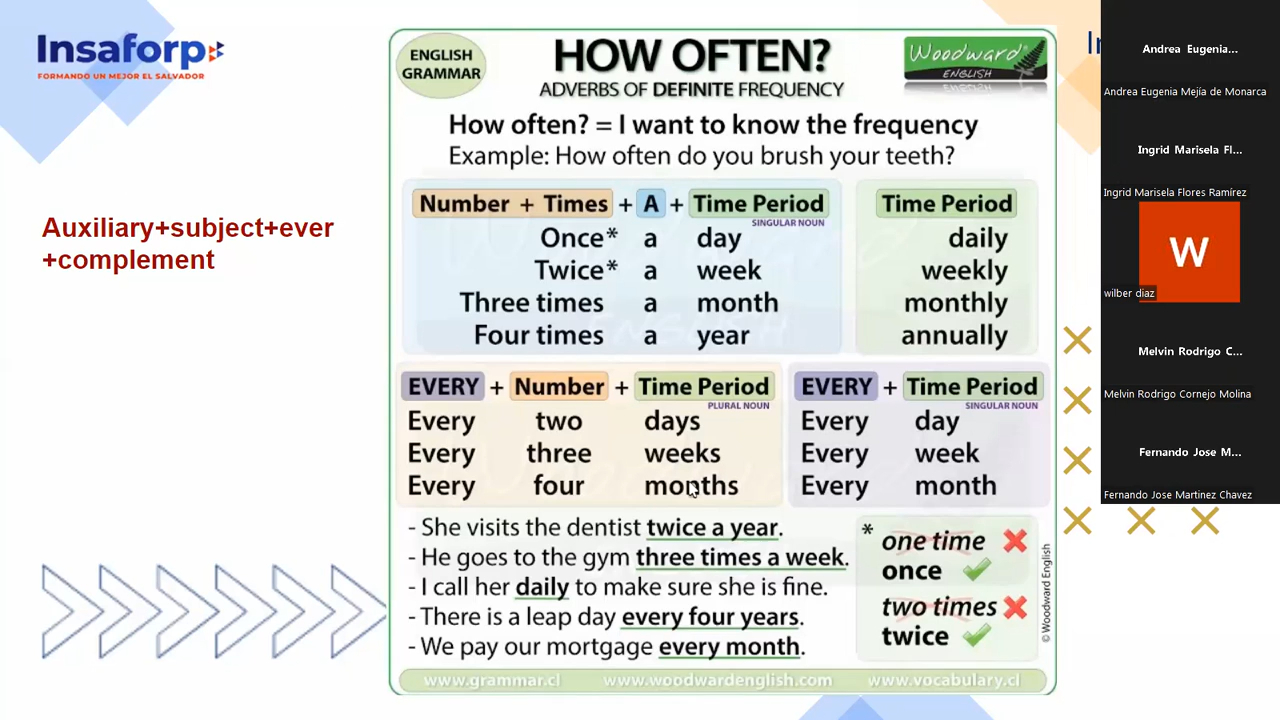 Insaforp
FORMANDO UN MEJOR EL SALVADOR
Auxiliary+subject+ever
+complement
ENGLISH
GRAMMAR
HOW OFTEN?
ADVERBS OF DEFINITE FREQUENCY
Woodward®
ENGLISH
How often? = I want to know the frequency
Example: How often do you brush your teeth?
Number + Times + A + Time Period
SINGULAR NOUN
Once* a day
Twice* a week
Three times a month
Four times a year
Time Period
daily
weekly
monthly
annually
EVERY + Number + Time Period
PLURAL NOUN
Every two days
Every three weeks
Every four months
EVERY + Time Period
SINGULAR NOUN
Every day
Every week
Every month
- She visits the dentist twice a year.
- He goes to the gym three times a week.
- I call her daily to make sure she is fine.
- There is a leap day every four years.
- We pay our mortgage every month.
* one time
once
two times
twice
© Woodward English
www.grammar.cl www.woodwardenglish.com www.vocabulary.cl
Andrea Eugenia...
Andrea Eugenia Mejía de Monarca
Ingrid Marisela Fl...
Ingrid Marisela Flores Ramírez
W
wilber diaz
Melvin Rodrigo C...
Melvin Rodrigo Cornejo Molina
Fernando Jose M...
Fernando Jose Martinez Chavez